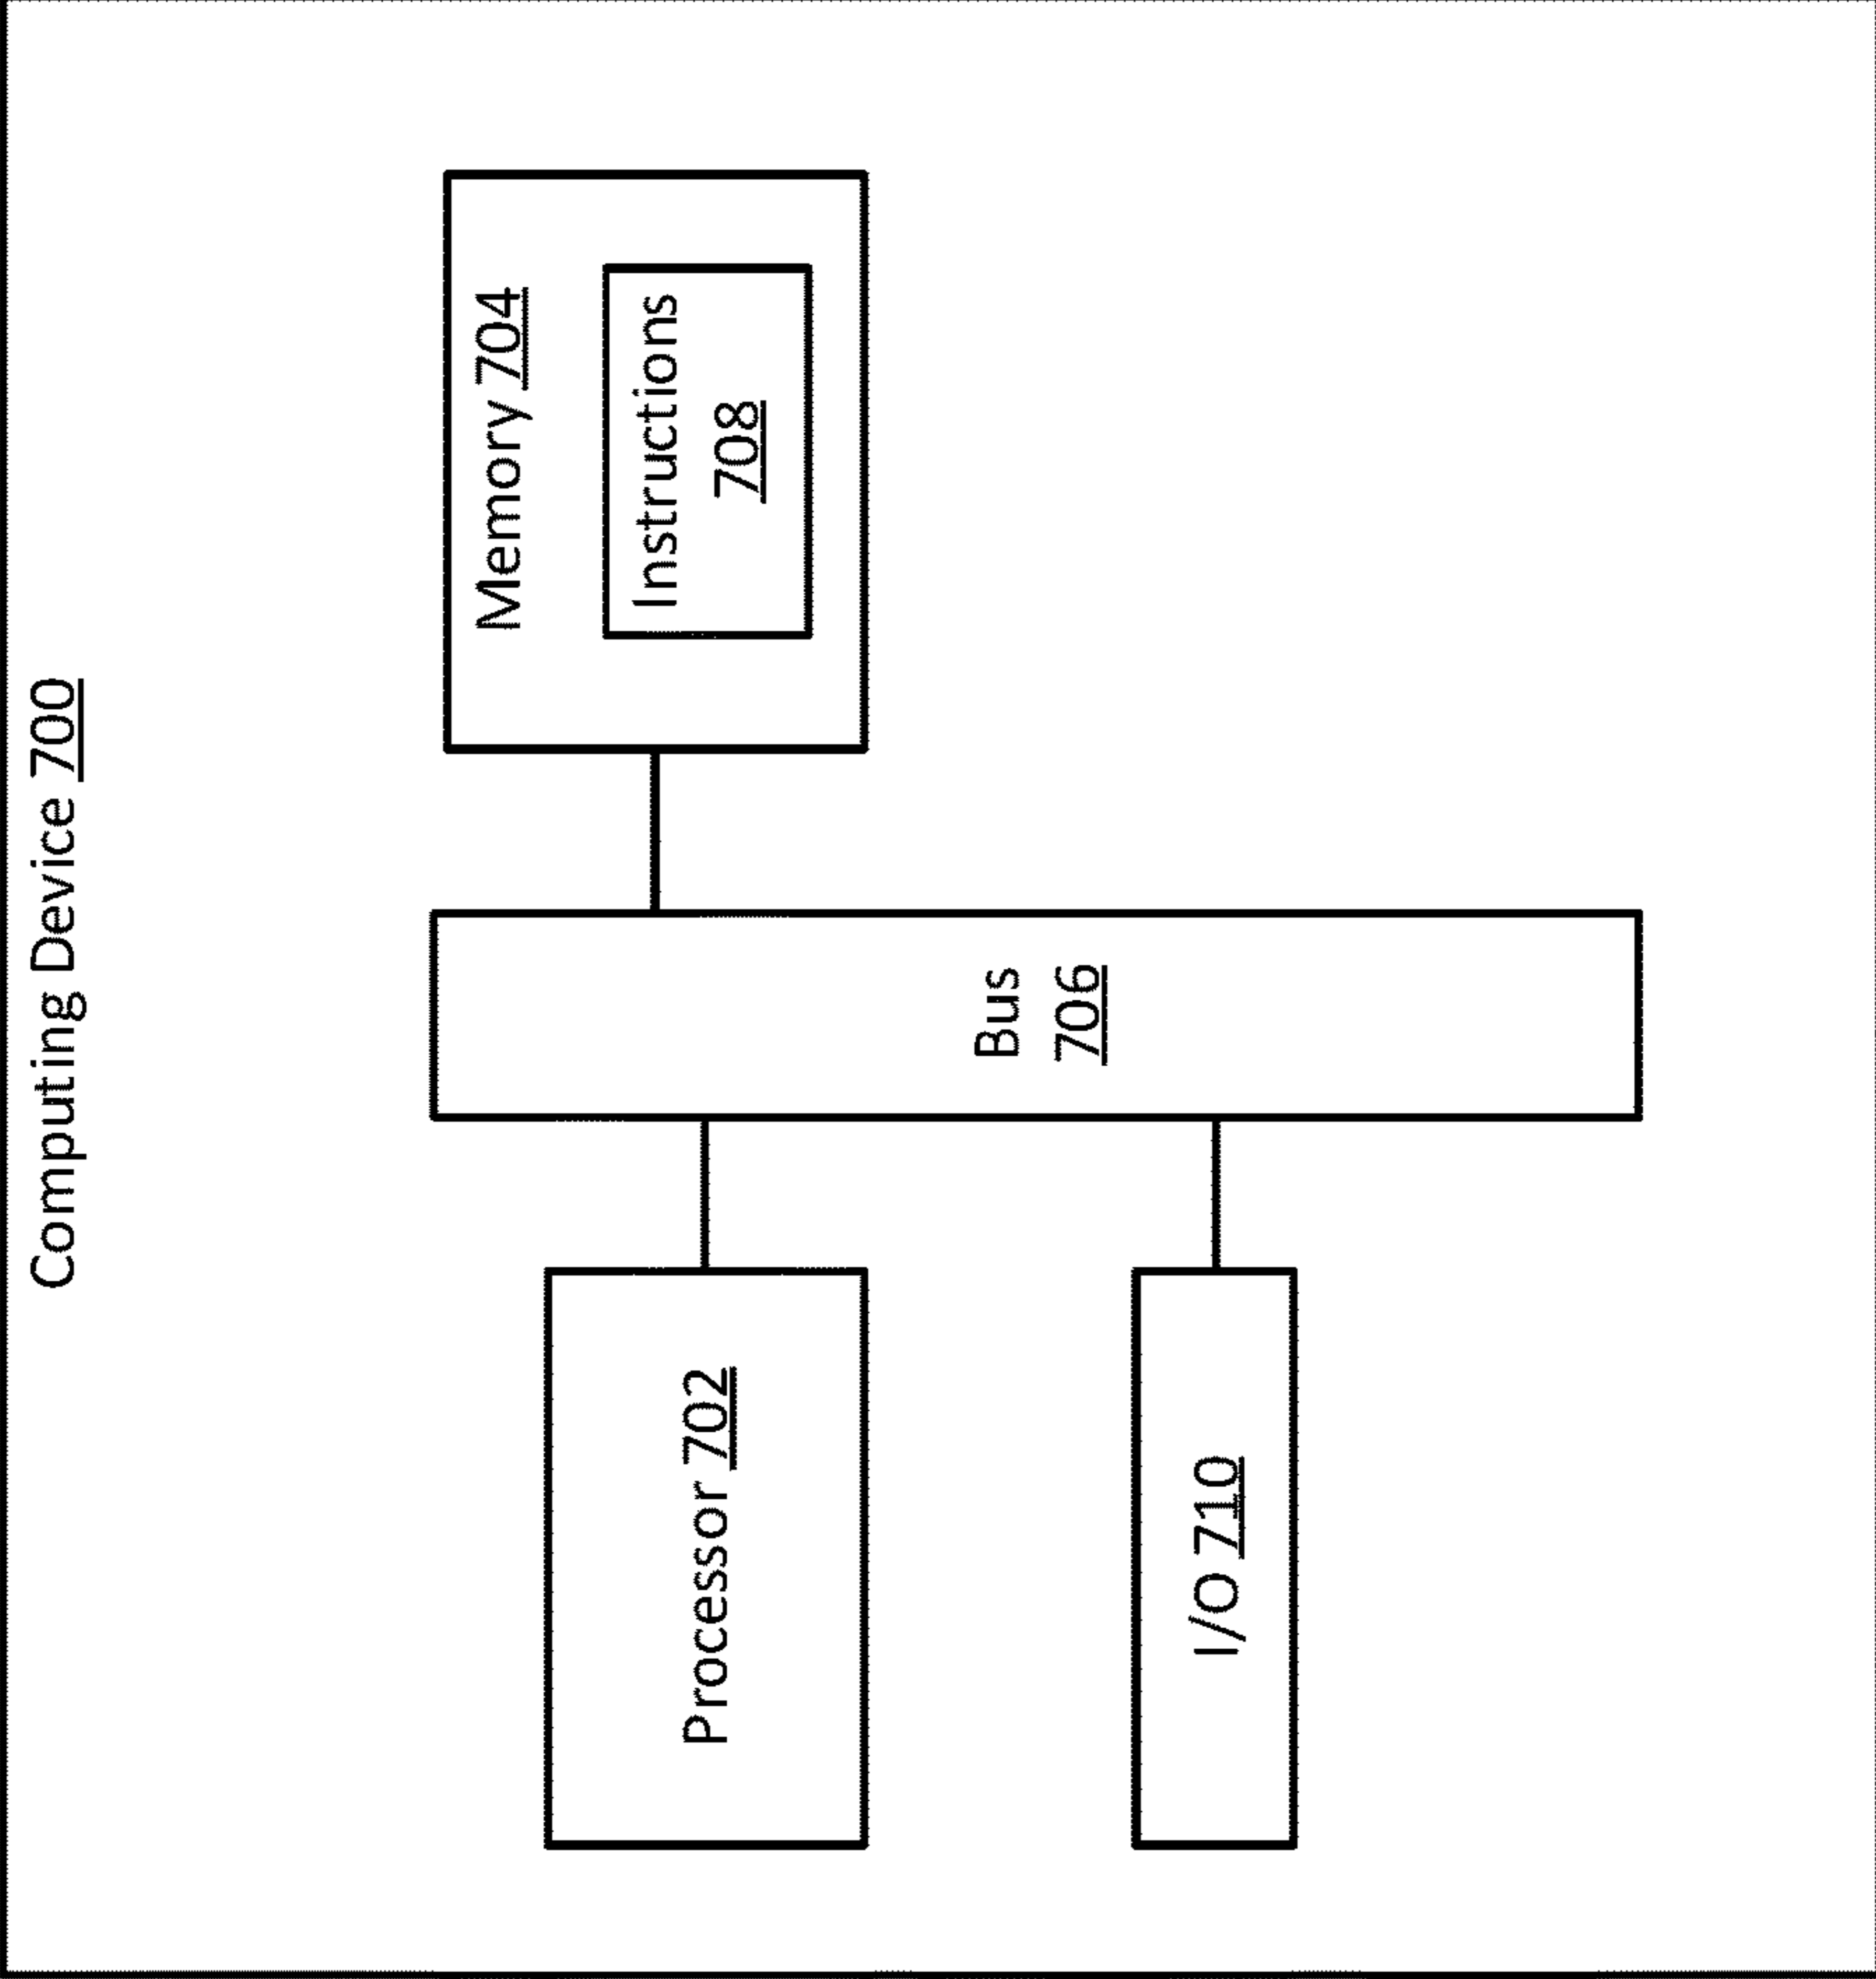 Computing Device 700
Processor 702
I/O 710
Bus
706
Memory 704
Instructions
708